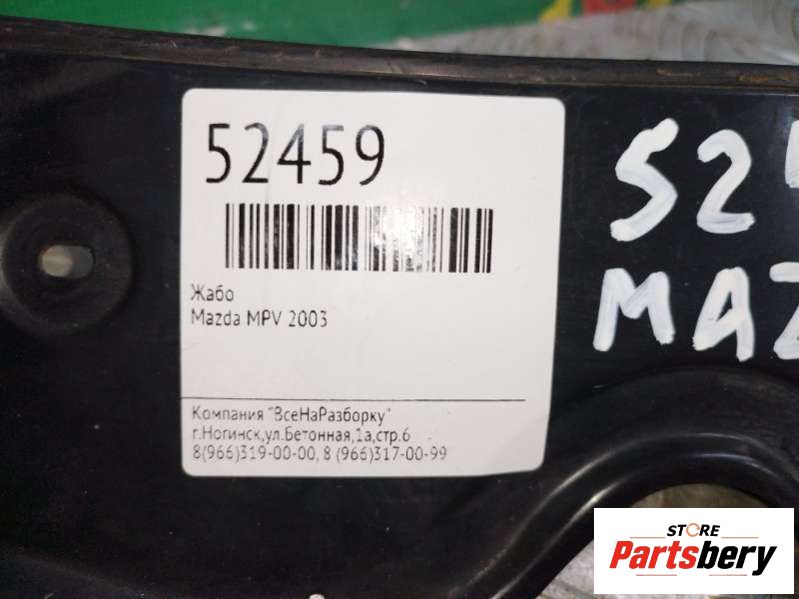 52459
Жабо
Mazda MPV 2003
Компания "ВсеНаРазборку"
г.Ногинск,ул.Бетонная,1а,стр.6
8(966)319-00-00, 8 (966)317-00-99
52
MAZ
STORE
Partsbery